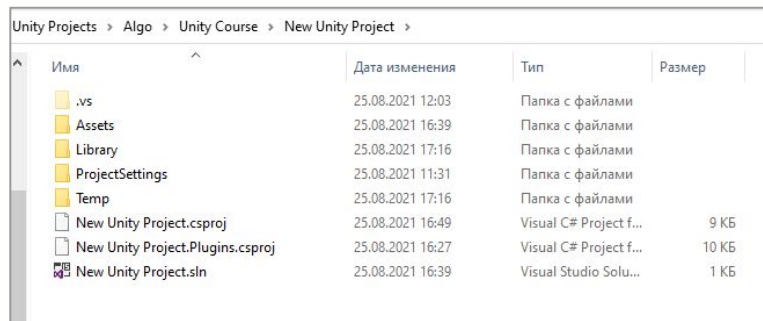 Unity Projects > Algo > Unity Course > New Unity Project >
Имя Дата изменения Тип Размер
.vs 25.08.2021 12:03 Папка с файлами
Assets 25.08.2021 16:39 Папка с файлами
Library 25.08.2021 17:16 Папка с файлами
ProjectSettings 25.08.2021 11:31 Папка с файлами
Temp 25.08.2021 17:16 Папка с файлами
New Unity Project.csproj 25.08.2021 16:49 Visual C# Project f... 9 КБ
New Unity Project.Plugins.csproj 25.08.2021 16:27 Visual C# Project f... 10 КБ
New Unity Project.sln 25.08.2021 16:39 Visual Studio Solu... 1 КБ